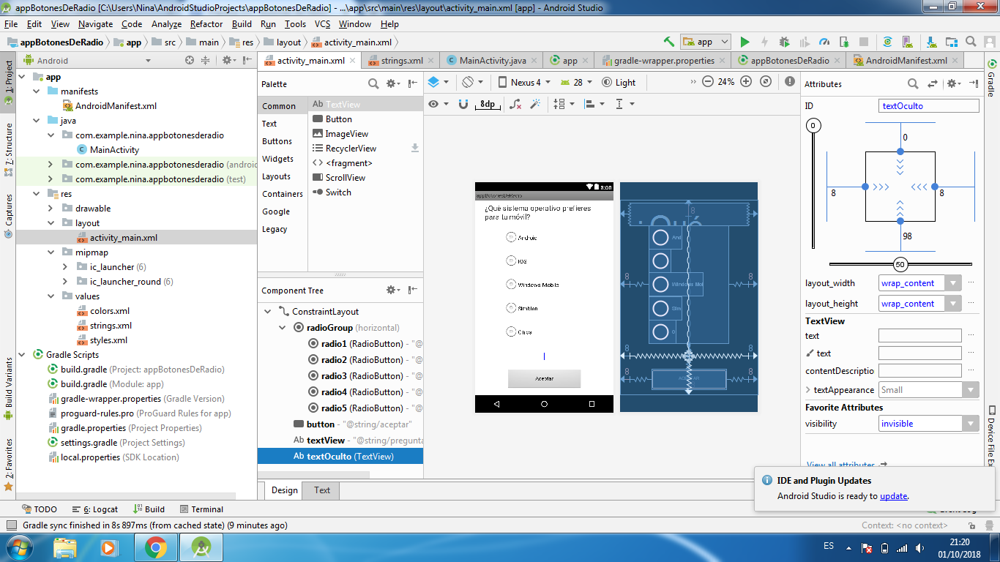 appBotonesDeRadio [C:\Users\Nina\AndroidStudioProjects\appBotonesDeRadio] - ...\app\src\main\res\layout\activity_main.xml [app] - Android Studio
File Edit View Navigate Code Analyze Refactor Build Run Tools VCS Window Help
appBotonesDeRadio app src main res layout activity_main.xml
app
Android
activity_main.xml strings.xml MainActivity.java app gradle-wrapper.properties appBotonesDeRadio AndroidManifest.xml
1: Project
7: Structure
Captures
Build Variants
2: Favorites
app
manifests
AndroidManifest.xml
java
com.example.nina.appbotonesderadio
MainActivity
com.example.nina.appbotonesderadio (android
com.example.nina.appbotonesderadio (test)
res
drawable
layout
activity_main.xml
mipmap
ic_launcher (6)
ic_launcher_round (6)
values
colors.xml
strings.xml
styles.xml
Gradle Scripts
build.gradle (Project: appBotonesDeRadio)
build.gradle (Module: app)
gradle-wrapper.properties (Gradle Version)
proguard-rules.pro (ProGuard Rules for app)
gradle.properties (Project Properties)
settings.gradle (Project Settings)
local.properties (SDK Location)
Palette
Common
Text
Buttons
Widgets
Layouts
Containers
Google
Legacy
Ab TextView
Button
ImageView
RecyclerView
<fragment>
ScrollView
Switch
Component Tree
ConstraintLayout
radioGroup (horizontal)
radio1 (RadioButton) - "@
radio2 (RadioButton) - "@
radio3 (RadioButton) - "@
radio4 (RadioButton) - "@
radio5 (RadioButton) - "@
button - "@string/aceptar"
Ab textView - "@string/pregunta
Ab textOculto (TextView)
Design Text
Nexus 4 28 Light
» 24%
8dp
8:00
appBotonesDeRadio
¿Qué sistema operativo prefieres
para tu móvil?
Android
iOS
Windows Mobile
Simbian
Otros
Aceptar
8
¿Qué
And
8 Windows Mo 8
Sim
O
8 8
8 ACEPTAR 8
Attributes
ID textOculto
0
0
8 8
98
50
layout_width wrap_content ...
layout_height wrap_content ...
TextView
text ...
text ...
contentDescriptio ...
textAppearance Small
Favorite Attributes
visibility invisible
View all attributes
Gradle
Device File Ex
IDE and Plugin Updates
Android Studio is ready to update.
TODO 6: Logcat Build Terminal
Gradle sync finished in 8s 897ms (from cached state) (9 minutes ago)
Context: <no context>
ES
21:20
01/10/2018